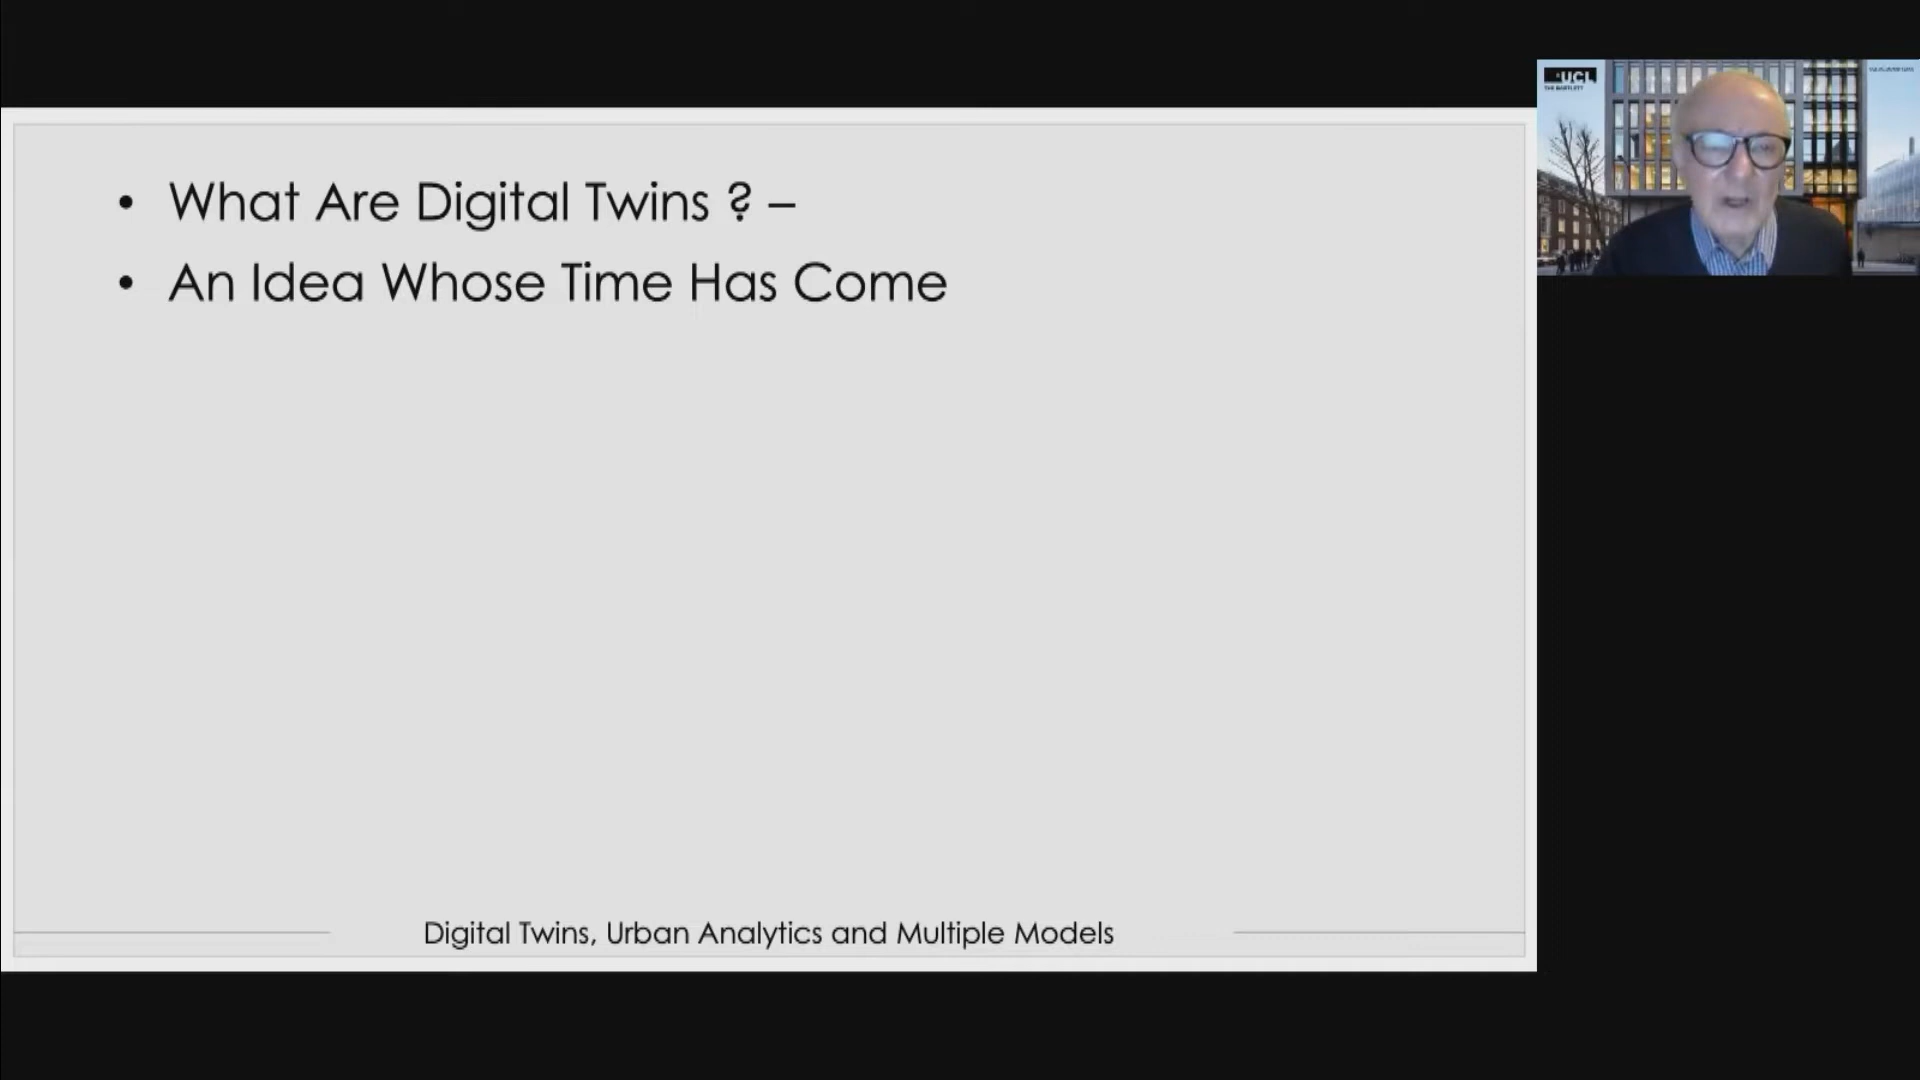 • What Are Digital Twins ? –
• An Idea Whose Time Has Come
Digital Twins, Urban Analytics and Multiple Models
UCL
THE BARTLETT